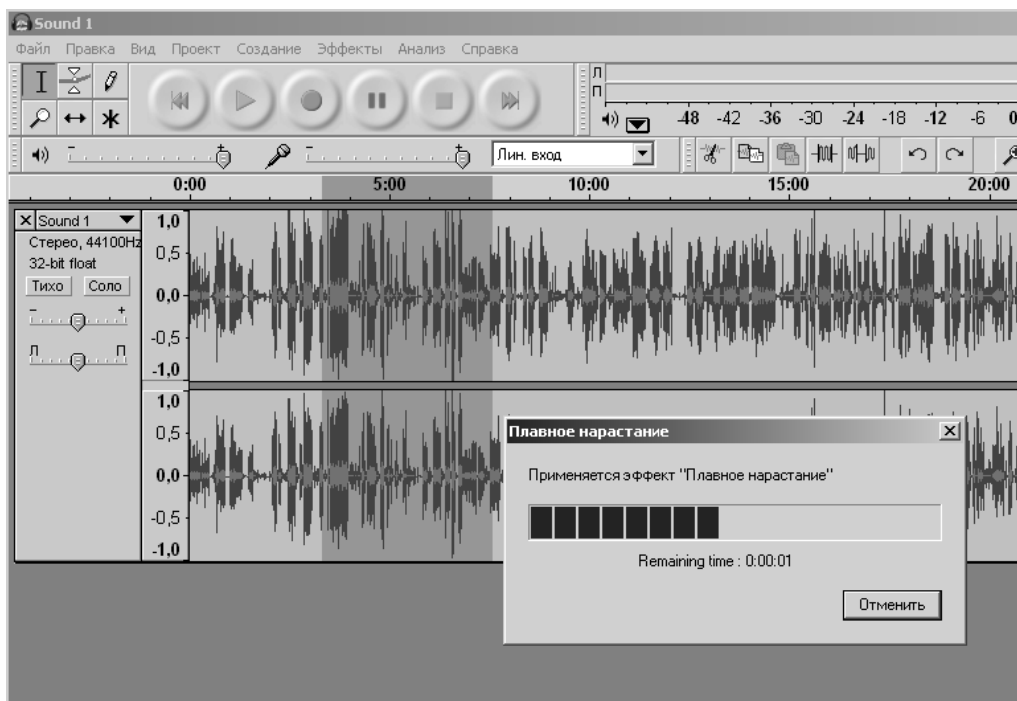 Sound 1
Файл Правка Вид Проект Создание Эффекты Анализ Справка
Л
П
-48 -42 -36 -30 -24 -18 -12 -6 0
Лин. вход
0:00 5:00 10:00 15:00 20:00
Sound 1
Стерео, 44100Hz
32-bit float
Тихо Соло
- +
Л П
1,0
0,5
0,0
-0,5
-1,0
1,0
0,5
0,0
-0,5
-1,0
Плавное нарастание
Применяется эффект "Плавное нарастание"
Remaining time : 0:00:01
Отменить